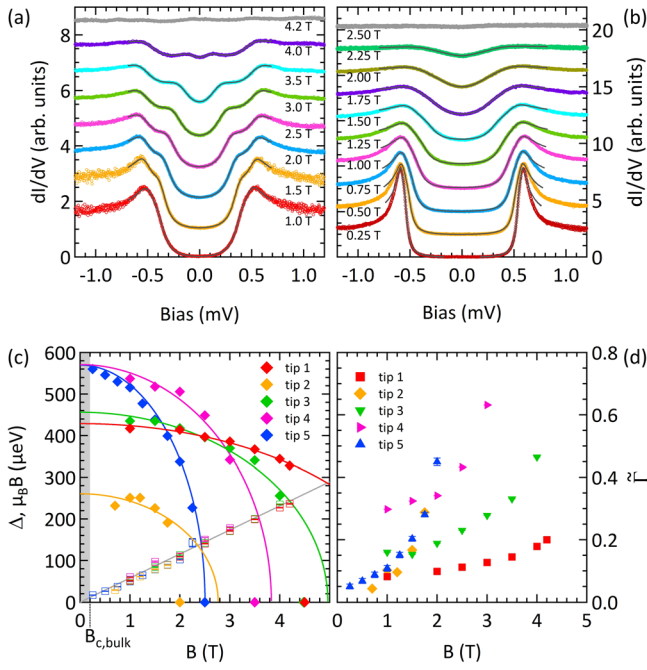 (a)
8
6
4
2
0
dI/dV (arb. units)
4.2 T
4.0 T
3.5 T
3.0 T
2.5 T
2.0 T
1.5 T
1.0 T
-1.0 -0.5 0.0 0.5 1.0
Bias (mV)
(b)
20
15
10
5
0
dI/dV (arb. units)
2.50 T
2.25 T
2.00 T
1.75 T
1.50 T
1.25 T
1.00 T
0.75 T
0.50 T
0.25 T
-1.0 -0.5 0.0 0.5 1.0
Bias (mV)
(c)
600
500
400
300
200
100
0
Δ, μBB (μeV)
tip 1
tip 2
tip 3
tip 4
tip 5
0 1 2 3 4
Bc,bulk
B (T)
(d)
0.8
0.6
0.4
0.2
0.0
Γ̃
tip 1
tip 2
tip 3
tip 4
tip 5
0 1 2 3 4 5
B (T)